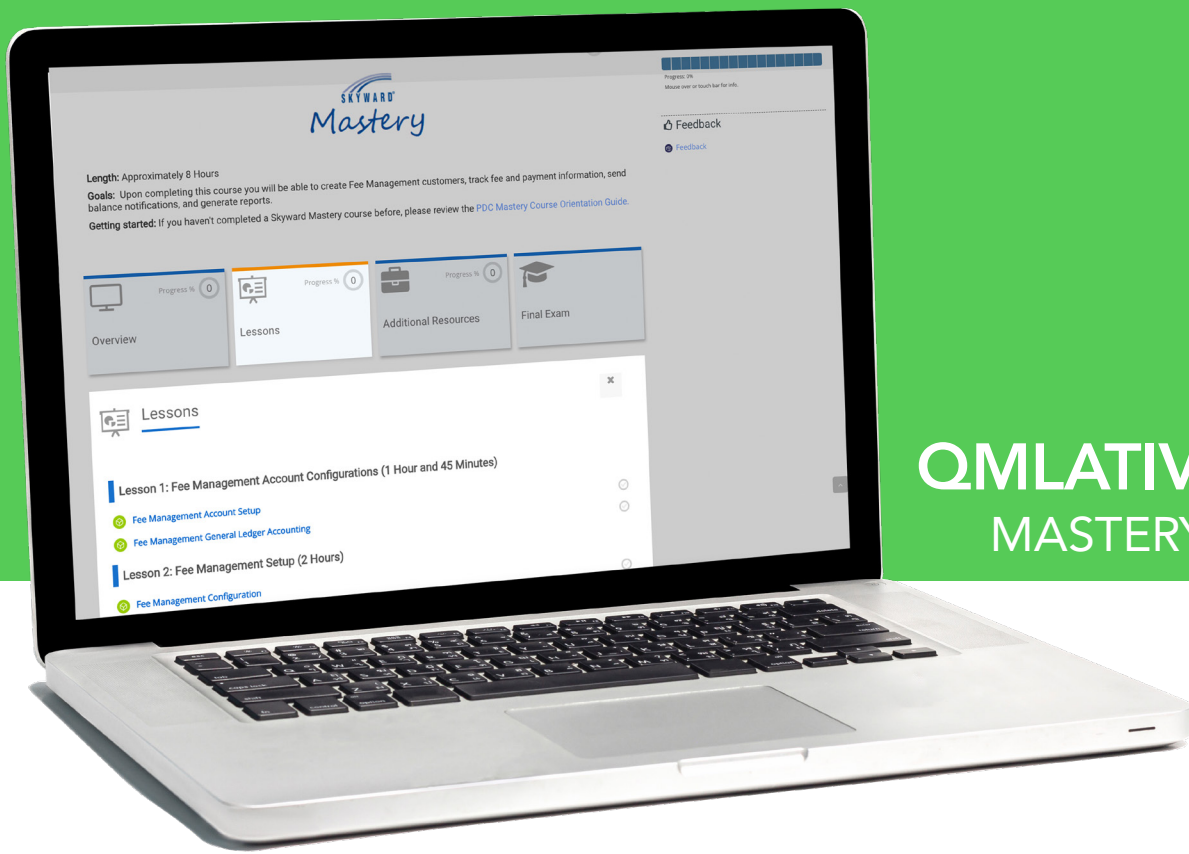 SKYWARD
Mastery
Length: Approximately 8 Hours
Goals: Upon completing this course you will be able to create Fee Management customers, track fee and payment information, send
balance notifications, and generate reports.
Getting started: If you haven't completed a Skyward Mastery course before, please review the PDC Mastery Course Orientation Guide.
Progress: 0%
Mouse over or touch bar for info.
Feedback
Feedback
Progress % 0
Overview
Progress % 0
Lessons
Progress % 0
Additional Resources
Final Exam
Lessons
Lesson 1: Fee Management Account Configurations (1 Hour and 45 Minutes)
Fee Management Account Setup
Fee Management General Ledger Accounting
Lesson 2: Fee Management Setup (2 Hours)
Fee Management Configuration
QMLATIV
MASTERY